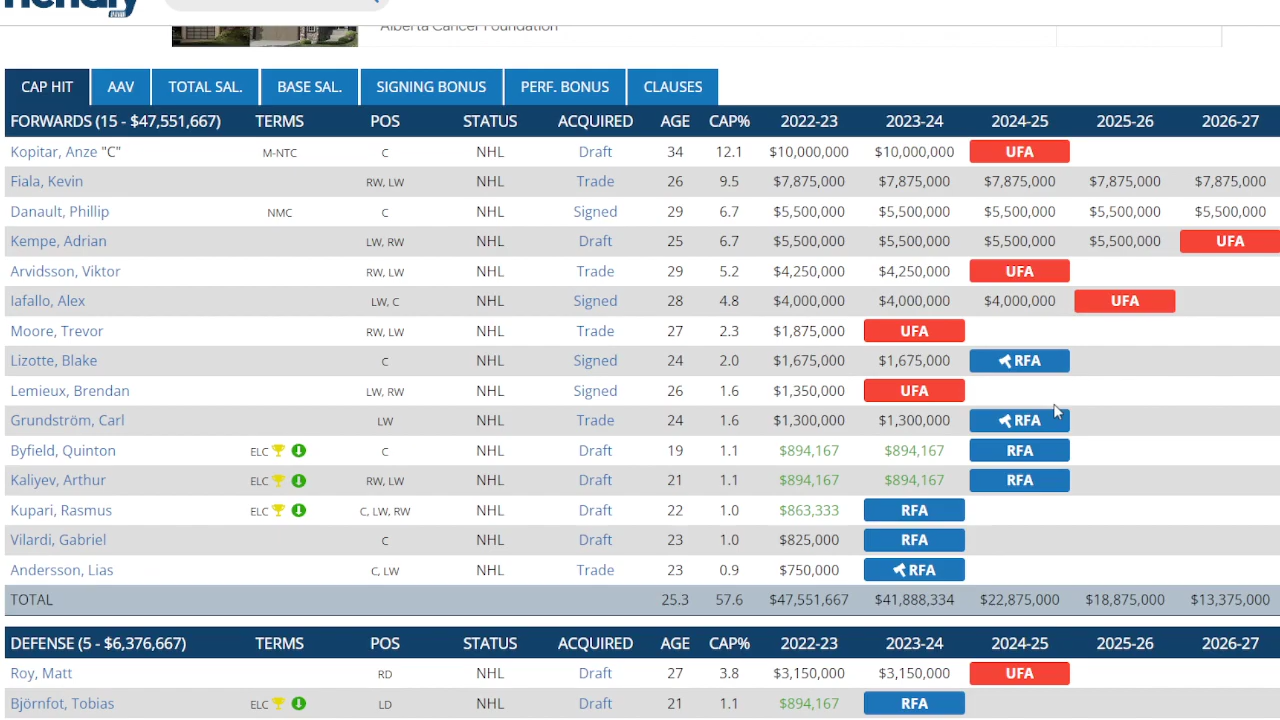 Alberta Cancer Foundation
CAP HIT AAV TOTAL SAL. BASE SAL. SIGNING BONUS PERF. BONUS CLAUSES
FORWARDS (15 - $47,551,667) TERMS POS STATUS ACQUIRED AGE CAP% 2022-23 2023-24 2024-25 2025-26 2026-27
Kopitar, Anze "C" M-NTC C NHL Draft 34 12.1 $10,000,000 $10,000,000 UFA
Fiala, Kevin RW, LW NHL Trade 26 9.5 $7,875,000 $7,875,000 $7,875,000 $7,875,000 $7,875,000
Danault, Phillip NMC C NHL Signed 29 6.7 $5,500,000 $5,500,000 $5,500,000 $5,500,000 $5,500,000
Kempe, Adrian LW, RW NHL Draft 25 6.7 $5,500,000 $5,500,000 $5,500,000 $5,500,000 UFA
Arvidsson, Viktor RW, LW NHL Trade 29 5.2 $4,250,000 $4,250,000 UFA
Iafallo, Alex LW, C NHL Signed 28 4.8 $4,000,000 $4,000,000 $4,000,000 UFA
Moore, Trevor RW, LW NHL Trade 27 2.3 $1,875,000 UFA
Lizotte, Blake C NHL Signed 24 2.0 $1,675,000 $1,675,000 RFA
Lemieux, Brendan LW, RW NHL Signed 26 1.6 $1,350,000 UFA
Grundström, Carl LW NHL Trade 24 1.6 $1,300,000 $1,300,000 RFA
Byfield, Quinton ELC C NHL Draft 19 1.1 $894,167 $894,167 RFA
Kaliyev, Arthur ELC RW, LW NHL Draft 21 1.1 $894,167 $894,167 RFA
Kupari, Rasmus ELC C, LW, RW NHL Draft 22 1.0 $863,333 RFA
Vilardi, Gabriel C NHL Draft 23 1.0 $825,000 RFA
Andersson, Lias C, LW NHL Trade 23 0.9 $750,000 RFA
TOTAL 25.3 57.6 $47,551,667 $41,888,334 $22,875,000 $18,875,000 $13,375,000
DEFENSE (5 - $6,376,667) TERMS POS STATUS ACQUIRED AGE CAP% 2022-23 2023-24 2024-25 2025-26 2026-27
Roy, Matt RD NHL Draft 27 3.8 $3,150,000 $3,150,000 UFA
Björnfot, Tobias ELC LD NHL Draft 21 1.1 $894,167 RFA